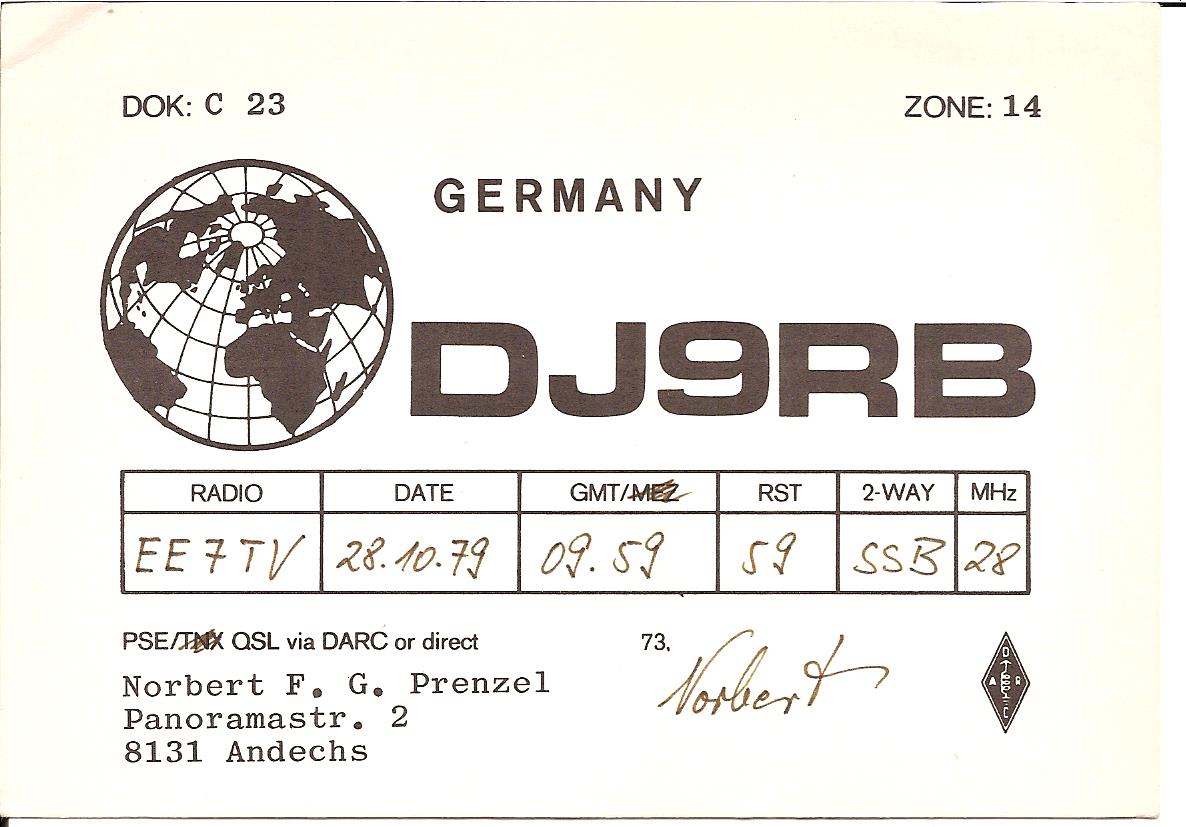 DOK: C 23
ZONE: 14
GERMANY
DJ9RB
RADIO DATE GMT/MEZ RST 2-WAY MHz
EE7TV 28.10.79 09.59 59 SSB 28
PSE/TNX QSL via DARC or direct
73,
Norbert F. G. Prenzel
Panoramastr. 2
8131 Andechs
Norbert
D
A R
C